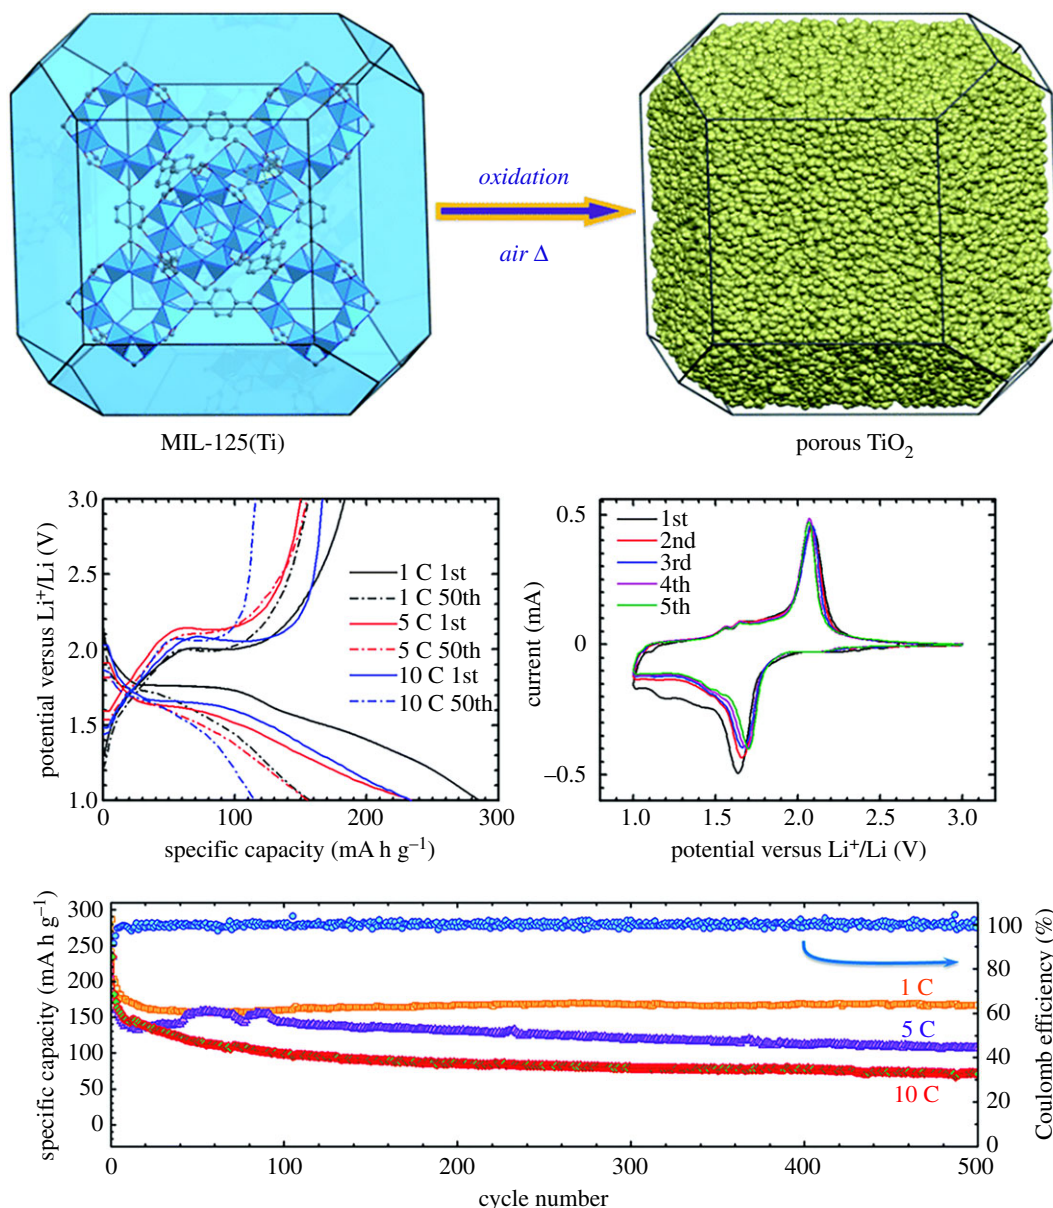 oxidation
air Δ
MIL-125(Ti)
porous TiO₂
potential versus Li⁺/Li (V)
3.0
2.5
2.0
1.5
1.0
0
100
200
300
specific capacity (mA h g⁻¹)
1 C 1st
1 C 50th
5 C 1st
5 C 50th
10 C 1st
10 C 50th
current (mA)
0.5
0
−0.5
1.0
1.5
2.0
2.5
3.0
potential versus Li⁺/Li (V)
1st
2nd
3rd
4th
5th
specific capacity (mA h g⁻¹)
300
250
200
150
100
50
0
1 C
5 C
10 C
100
80
60
40
20
0
Coulomb efficiency (%)
0
100
200
300
400
500
cycle number